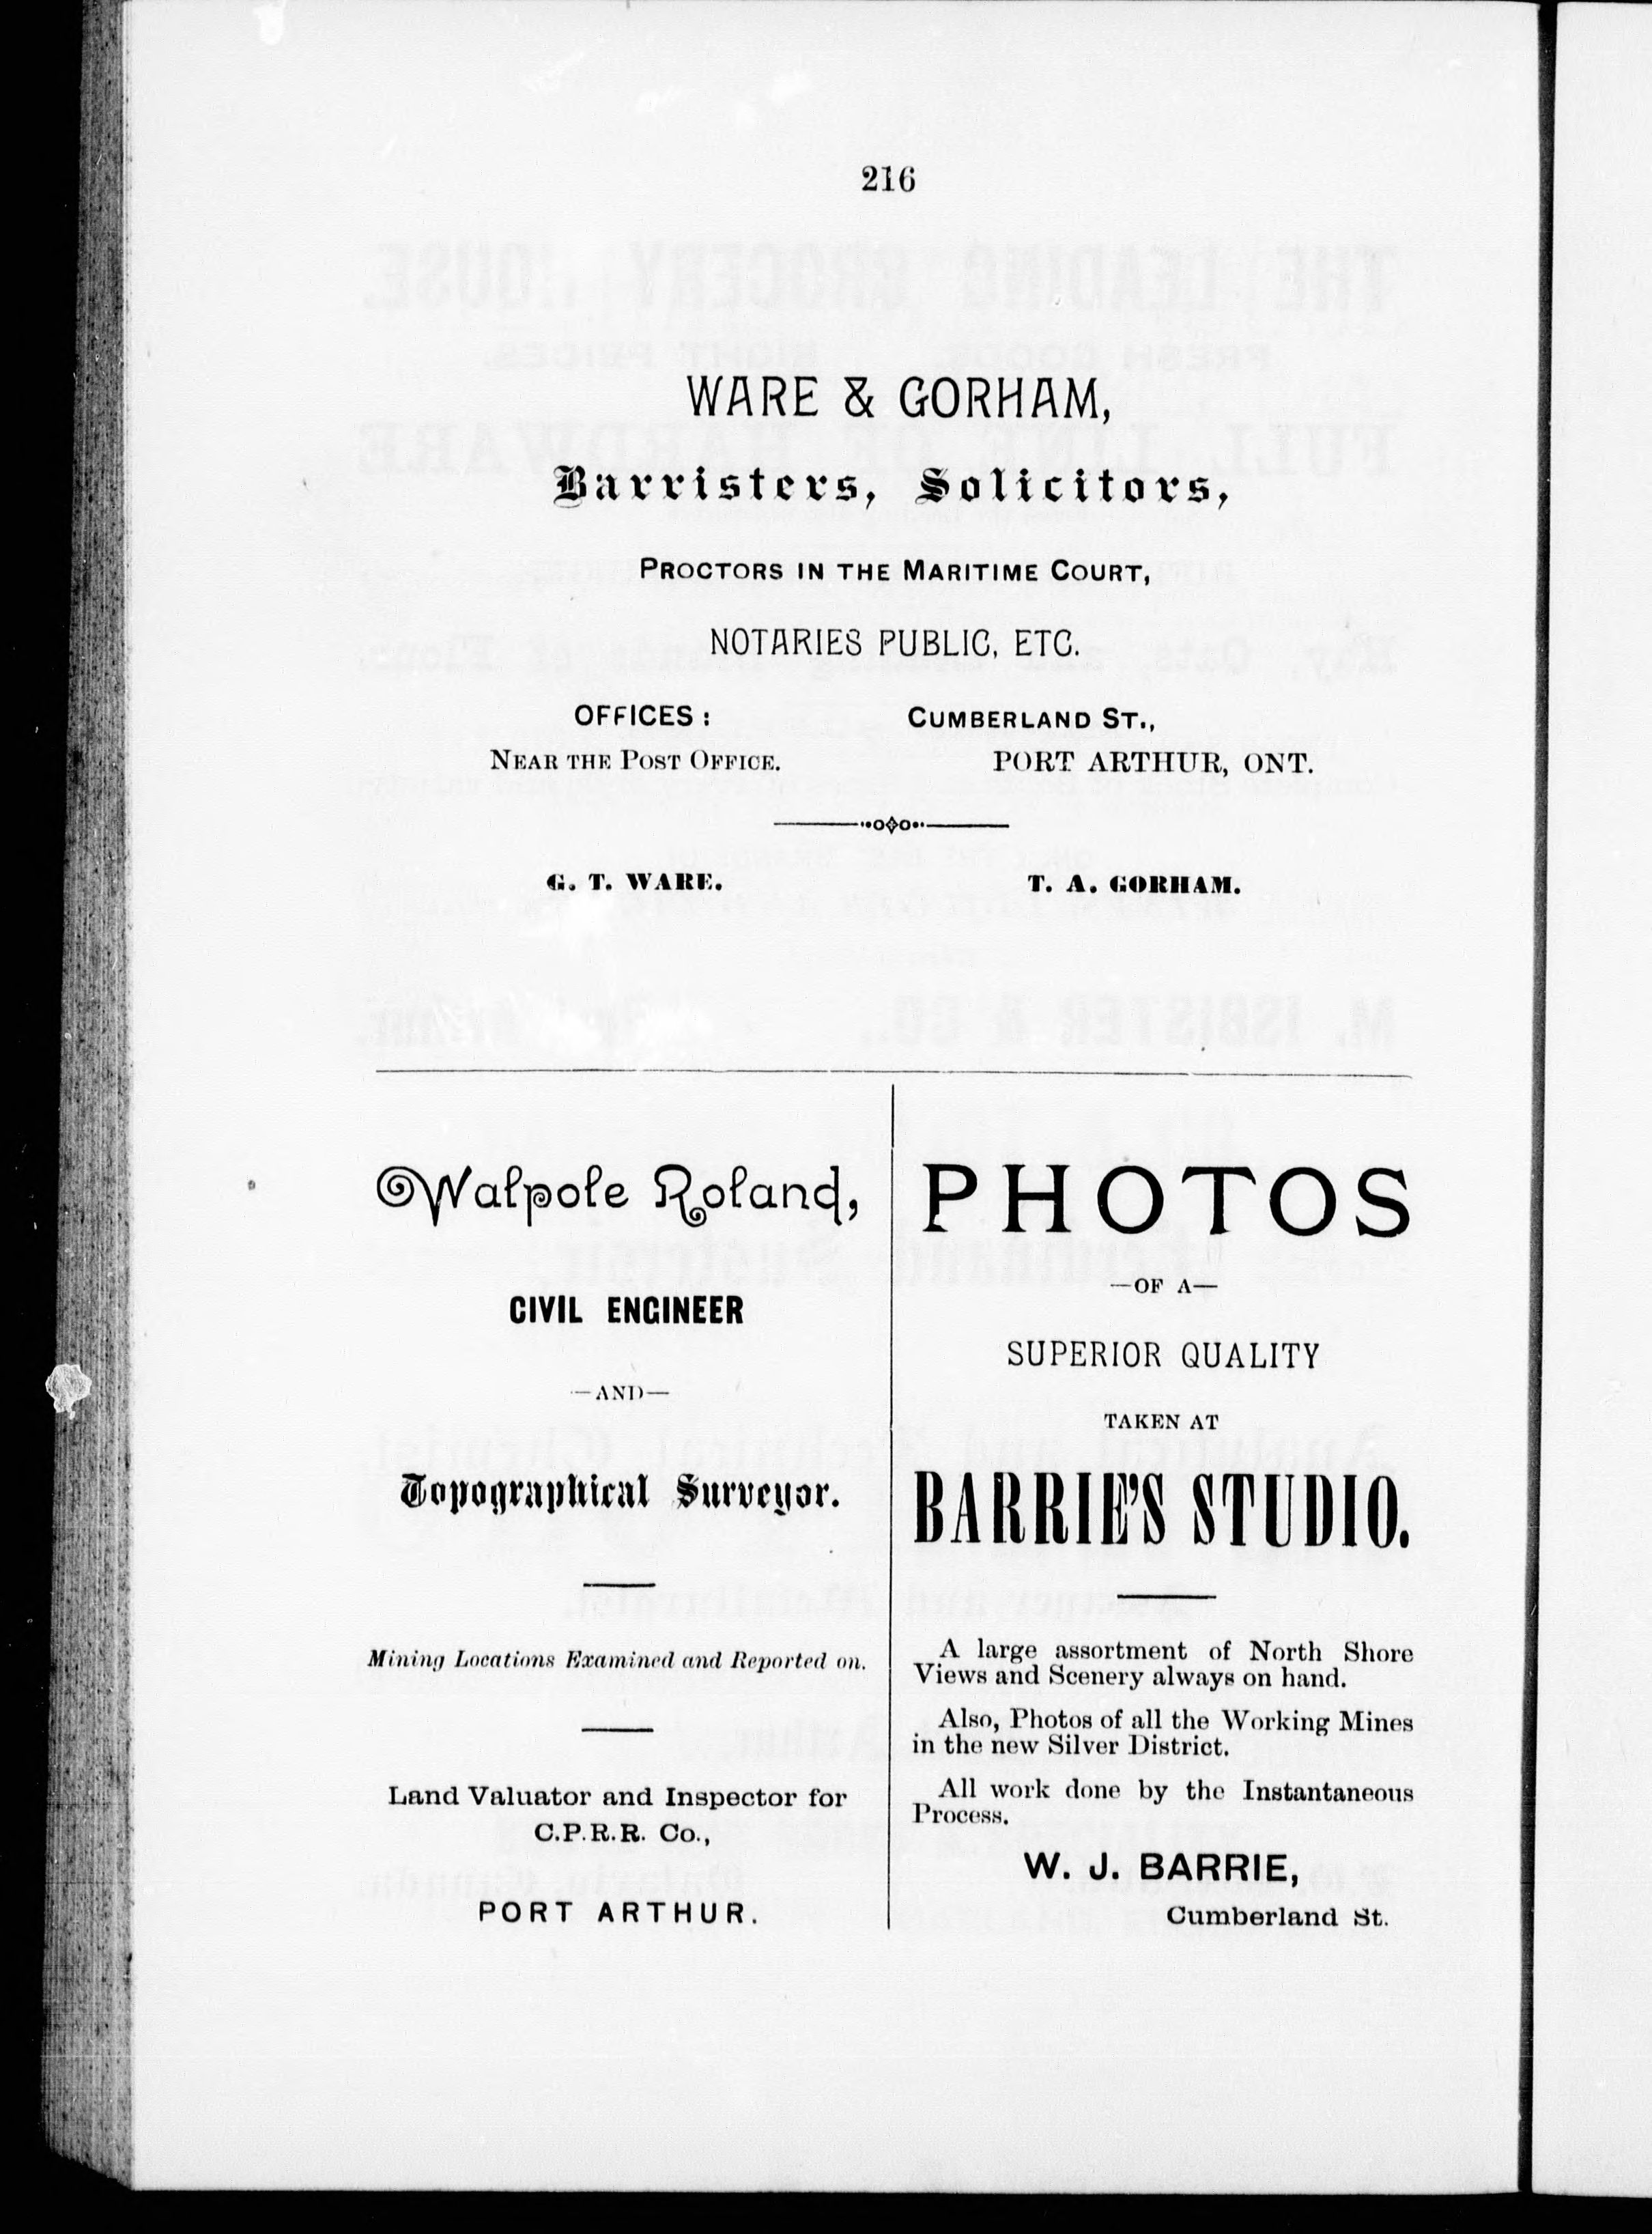 216
WARE & GORHAM,
Barristers, Solicitors,
PROCTORS IN THE MARITIME COURT,
NOTARIES PUBLIC, ETC.
OFFICES: CUMBERLAND ST.,
NEAR THE POST OFFICE. PORT ARTHUR, ONT.
G. T. WARE. T. A. GORHAM.
Walpole Roland,
CIVIL ENGINEER
—AND—
Topographical Surveyor.
Mining Locations Examined and Reported on.
Land Valuator and Inspector for
C.P.R.R. Co.,
PORT ARTHUR.
PHOTOS
—OF A—
SUPERIOR QUALITY
TAKEN AT
BARRIE'S STUDIO.
A large assortment of North Shore
Views and Scenery always on hand.
Also, Photos of all the Working Mines
in the new Silver District.
All work done by the Instantaneous
Process.
W. J. BARRIE,
Cumberland St.